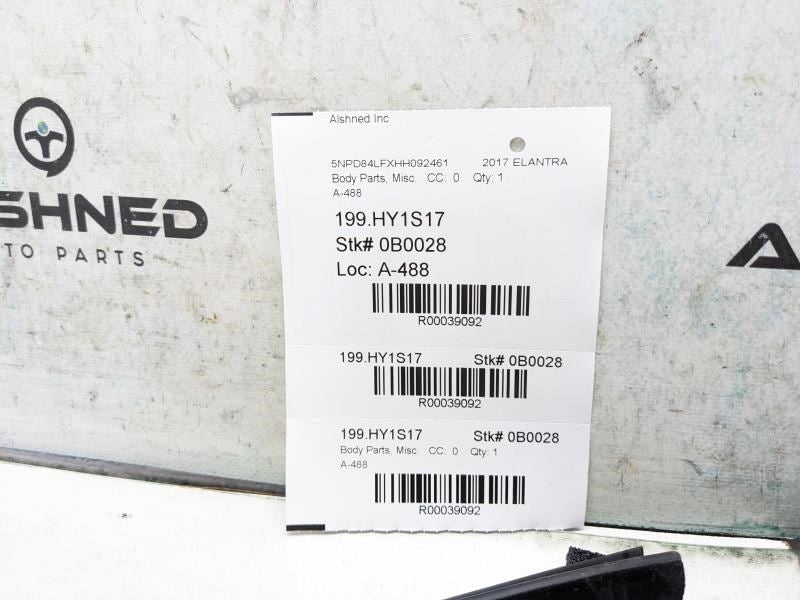 Alshned Inc
5NPD84LFXHH092461 2017 ELANTRA
Body Parts, Misc. CC: 0 Qty: 1
A-488
199.HY1S17
Stk# 0B0028
Loc: A-488
R00039092
199.HY1S17 Stk# 0B0028
R00039092
199.HY1S17 Stk# 0B0028
Body Parts, Misc. CC: 0 Qty: 1
A-488
R00039092
SHNED
TO PARTS
A